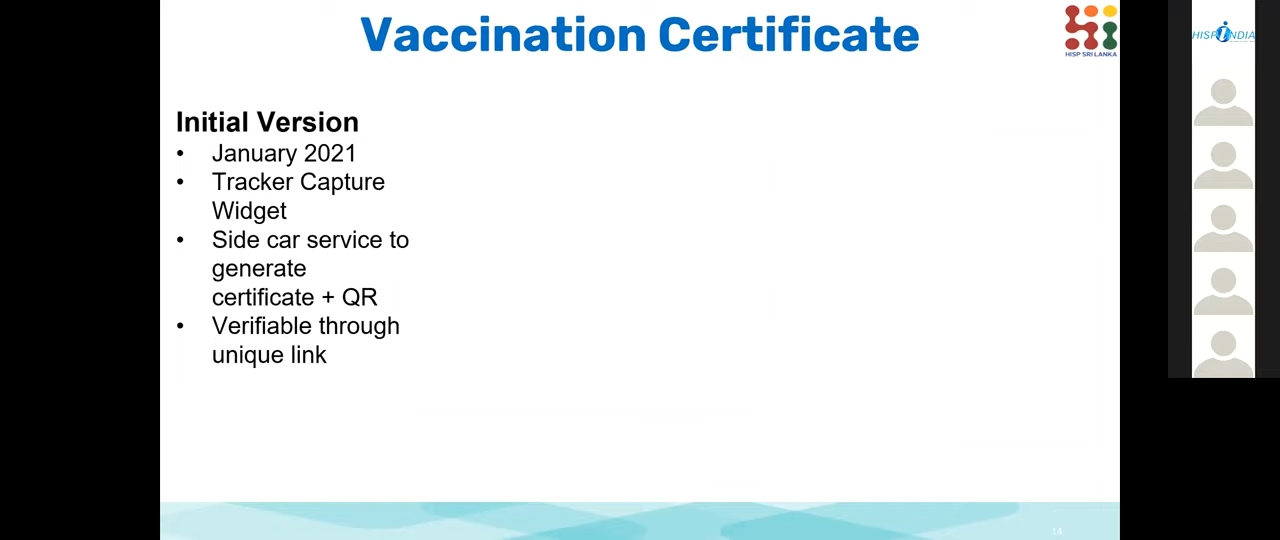 Vaccination Certificate
HISP SRI LANKA
HISP INDIA
Initial Version
• January 2021
• Tracker Capture
Widget
• Side car service to
generate
certificate + QR
• Verifiable through
unique link
14